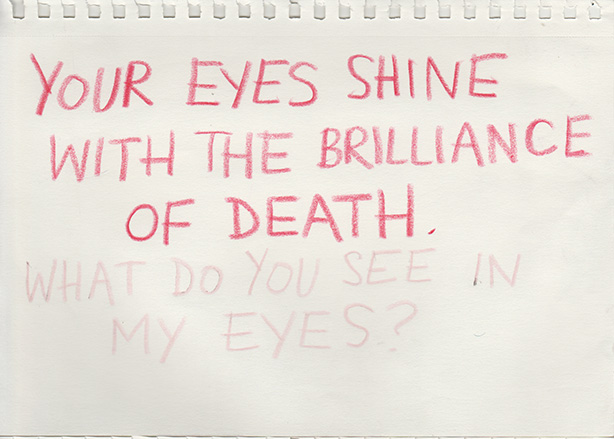 YOUR EYES SHINE
WITH THE BRILLIANCE
OF DEATH.
WHAT DO YOU SEE IN
MY EYES?